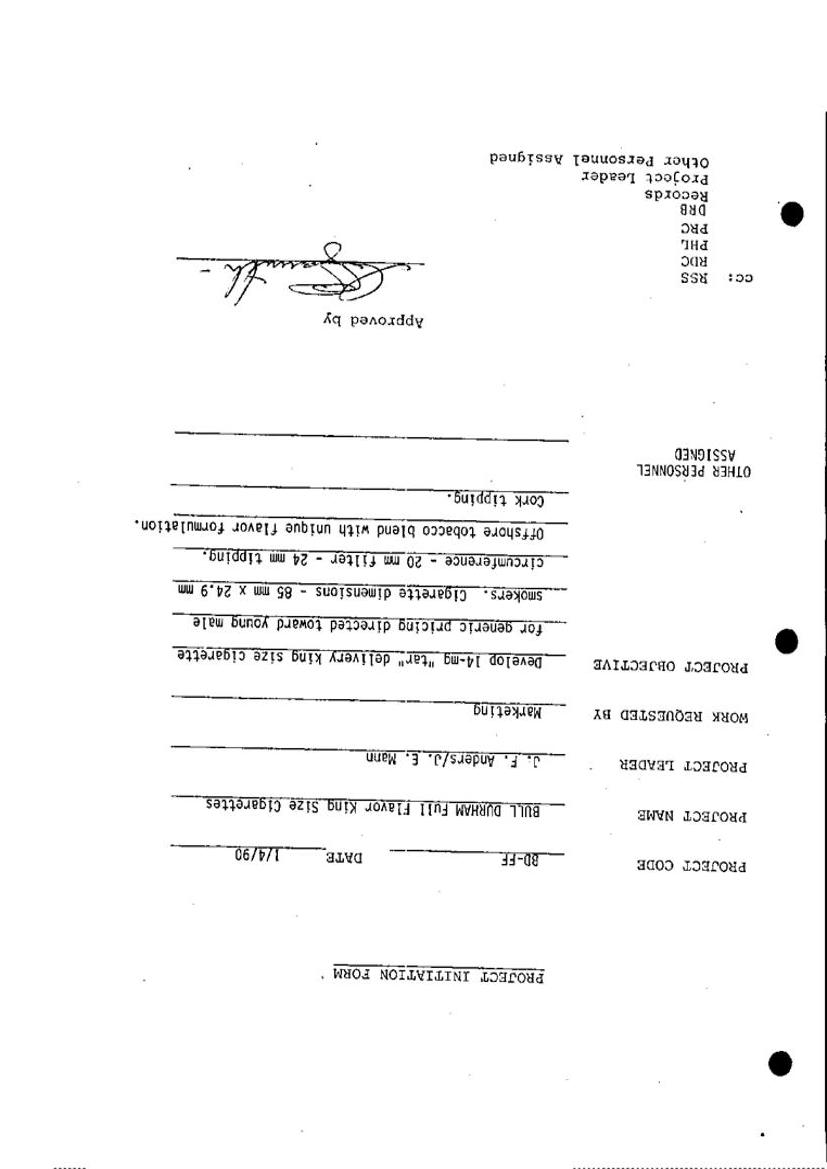 PROJECT INITIATION FORM
PROJECT CODE BD-FF DATE 1/4/90
PROJECT NAME BULL DURHAM Full Flavor King Size Cigarettes
PROJECT LEADER J. F. Anders/J. E. Mann
WORK REQUESTED BY Marketing
PROJECT OBJECTIVE Develop 14-mg "tar" delivery king size cigarette
for generic pricing directed toward young male
smokers. Cigarette dimensions - 85 mm x 24.9 mm
circumference - 20 mm filter - 24 mm tipping.
Offshore tobacco blend with unique flavor formulation.
Cork tipping.
OTHER PERSONNEL
ASSIGNED
Approved by
cc: RSS
RDC
PHL
PRC
DRB
Records
Project Leader
Other Personnel Assigned